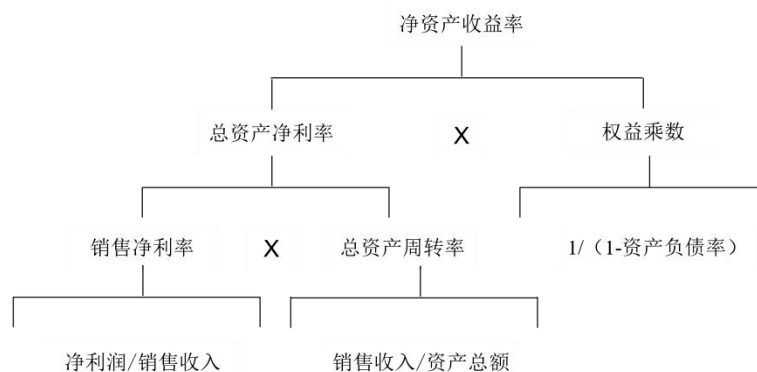 净资产收益率
总资产净利率 X 权益乘数
销售净利率 X 总资产周转率 1/（1-资产负债率）
净利润/销售收入 销售收入/资产总额